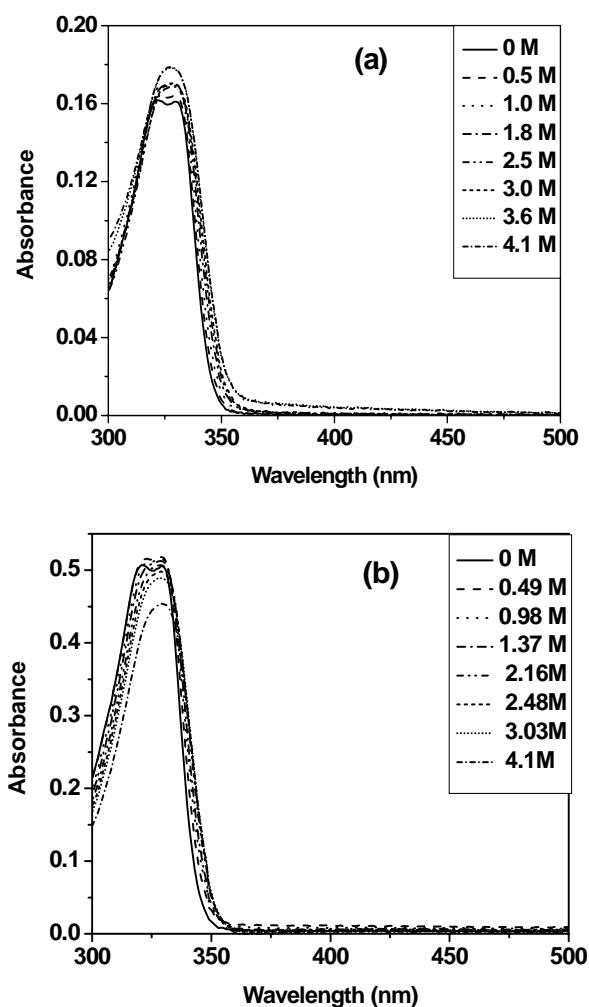 (a)
0 M
0.5 M
1.0 M
1.8 M
2.5 M
3.0 M
3.6 M
4.1 M
0.20
0.16
0.12
0.08
0.04
0.00
Absorbance
300 350 400 450 500
Wavelength (nm)
(b)
0 M
0.49 M
0.98 M
1.37 M
2.16M
2.48M
3.03M
4.1M
0.5
0.4
0.3
0.2
0.1
0.0
Absorbance
300 350 400 450 500
Wavelength (nm)